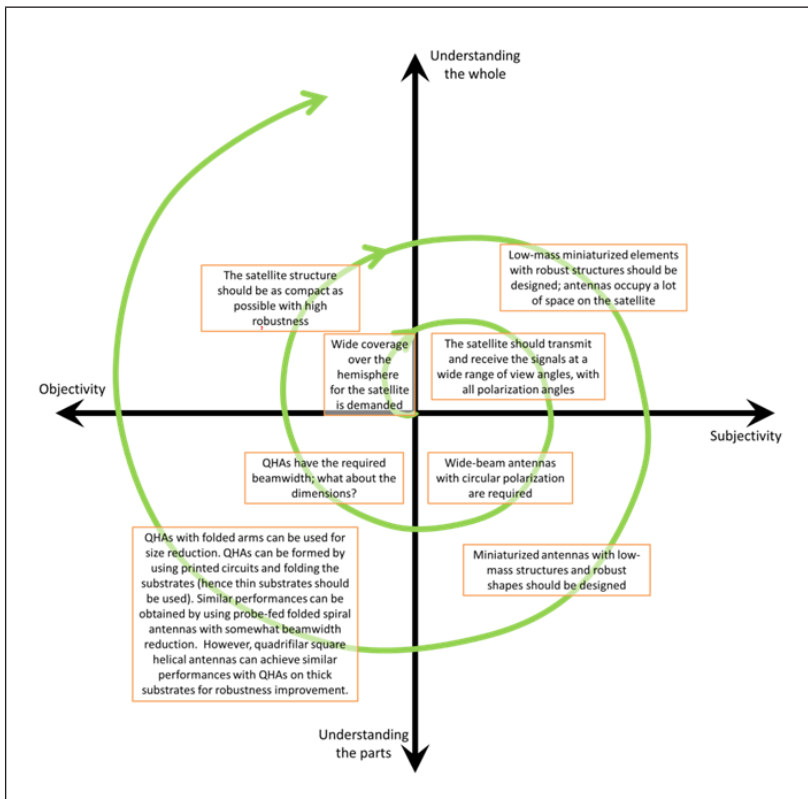 Understanding
the whole
Low-mass miniaturized elements
with robust structures should be
designed; antennas occupy a lot
of space on the satellite
The satellite structure
should be as compact as
possible with high
robustness
Wide coverage
over the
hemisphere
for the satellite
is demanded
The satellite should transmit
and receive the signals at a
wide range of view angles, with
all polarization angles
Objectivity
Subjectivity
QHAs have the required
beamwidth; what about the
dimensions?
Wide-beam antennas
with circular polarization
are required
QHAs with folded arms can be used for
size reduction. QHAs can be formed by
using printed circuits and folding the
substrates (hence thin substrates should
be used). Similar performances can be
obtained by using probe-fed folded spiral
antennas with somewhat beamwidth
reduction.  However, quadrifilar square
helical antennas can achieve similar
performances with QHAs on thick
substrates for robustness improvement.
Miniaturized antennas with low-
mass structures and robust
shapes should be designed
Understanding
the parts